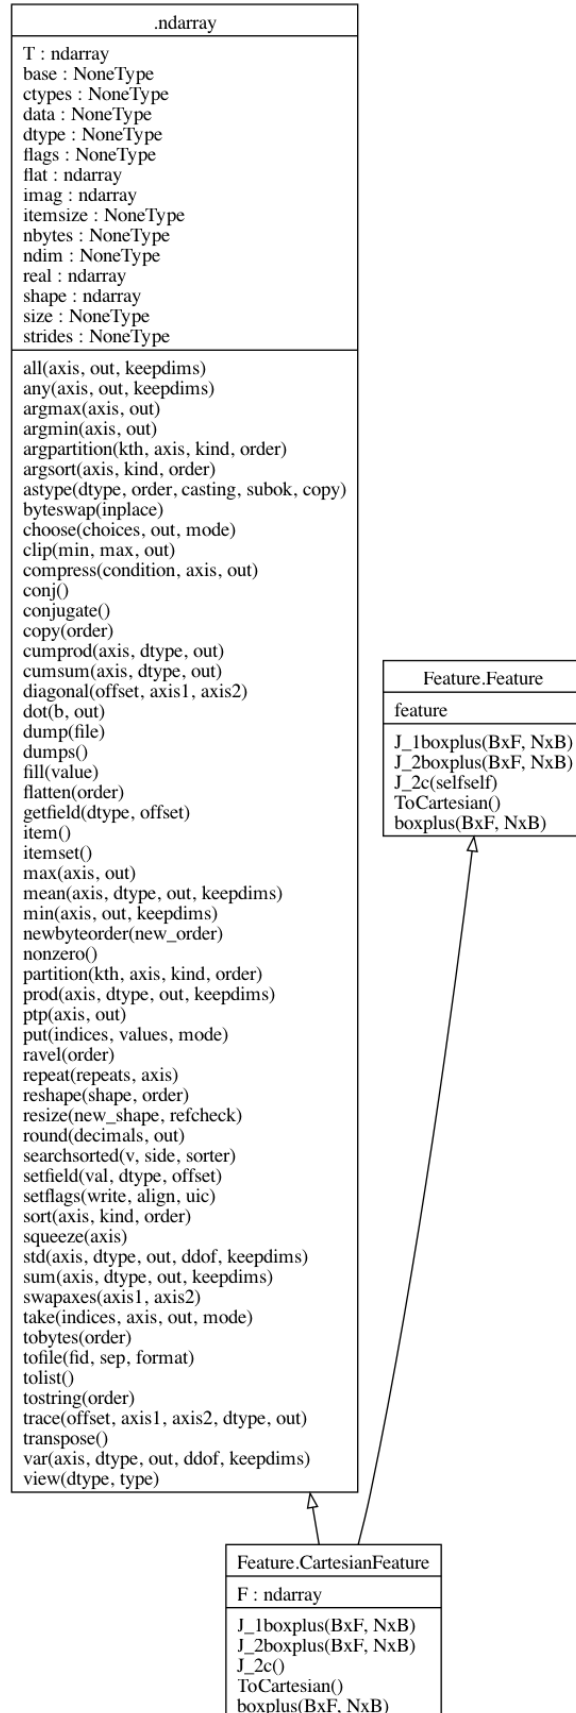 .ndarray
T : ndarray
base : NoneType
ctypes : NoneType
data : NoneType
dtype : NoneType
flags : NoneType
flat : ndarray
imag : ndarray
itemsize : NoneType
nbytes : NoneType
ndim : NoneType
real : ndarray
shape : ndarray
size : NoneType
strides : NoneType
all(axis, out, keepdims)
any(axis, out, keepdims)
argmax(axis, out)
argmin(axis, out)
argpartition(kth, axis, kind, order)
argsort(axis, kind, order)
astype(dtype, order, casting, subok, copy)
byteswap(inplace)
choose(choices, out, mode)
clip(min, max, out)
compress(condition, axis, out)
conj()
conjugate()
copy(order)
cumprod(axis, dtype, out)
cumsum(axis, dtype, out)
diagonal(offset, axis1, axis2)
dot(b, out)
dump(file)
dumps()
fill(value)
flatten(order)
getfield(dtype, offset)
item()
itemset()
max(axis, out)
mean(axis, dtype, out, keepdims)
min(axis, out, keepdims)
newbyteorder(new_order)
nonzero()
partition(kth, axis, kind, order)
prod(axis, dtype, out, keepdims)
ptp(axis, out)
put(indices, values, mode)
ravel(order)
repeat(repeats, axis)
reshape(shape, order)
resize(new_shape, refcheck)
round(decimals, out)
searchsorted(v, side, sorter)
setfield(val, dtype, offset)
setflags(write, align, uic)
sort(axis, kind, order)
squeeze(axis)
std(axis, dtype, out, ddof, keepdims)
sum(axis, dtype, out, keepdims)
swapaxes(axis1, axis2)
take(indices, axis, out, mode)
tobytes(order)
tofile(fid, sep, format)
tolist()
tostring(order)
trace(offset, axis1, axis2, dtype, out)
transpose()
var(axis, dtype, out, ddof, keepdims)
view(dtype, type)
Feature.Feature
feature
J_1boxplus(BxF, NxB)
J_2boxplus(BxF, NxB)
J_2c(selfself)
ToCartesian()
boxplus(BxF, NxB)
Feature.CartesianFeature
F : ndarray
J_1boxplus(BxF, NxB)
J_2boxplus(BxF, NxB)
J_2c()
ToCartesian()
boxplus(BxF, NxB)